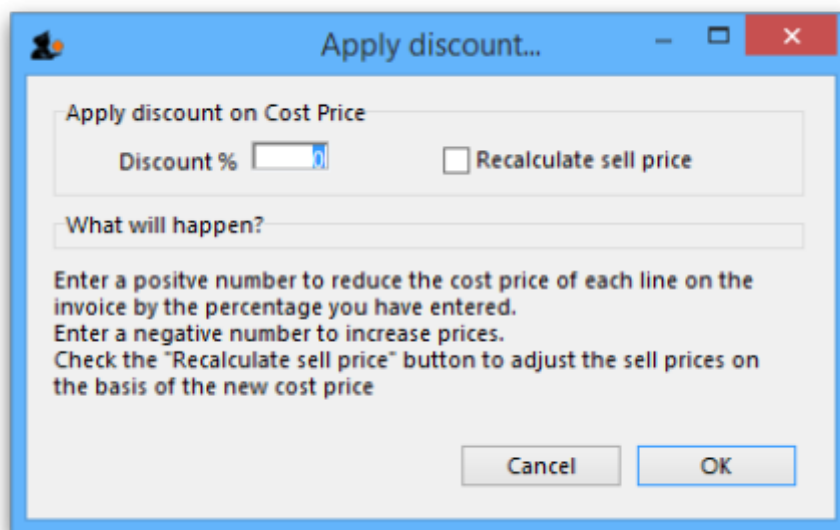 Apply discount...
Apply discount on Cost Price
Discount % 0 Recalculate sell price
What will happen?
Enter a positve number to reduce the cost price of each line on the
invoice by the percentage you have entered.
Enter a negative number to increase prices.
Check the "Recalculate sell price" button to adjust the sell prices on
the basis of the new cost price
Cancel OK